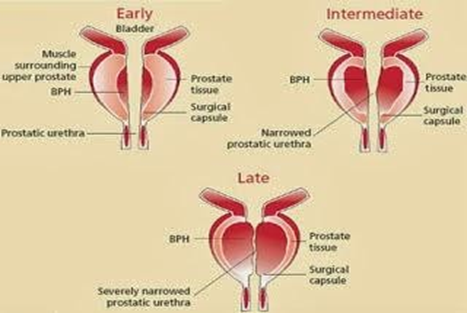 Early
Bladder
Muscle
surrounding
upper prostate
BPH
Prostatic urethra
Prostate
tissue
Surgical
capsule
Intermediate
BPH
Narrowed
prostatic urethra
Prostate
tissue
Surgical
capsule
Late
BPH
Severely narrowed
prostatic urethra
Prostate
tissue
Surgical
capsule